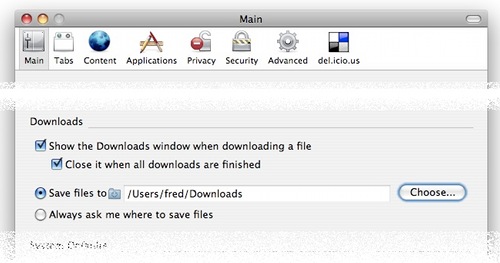 Main
Main Tabs Content Applications Privacy Security Advanced del.icio.us
Downloads
Show the Downloads window when downloading a file
Close it when all downloads are finished
Save files to /Users/fred/Downloads Choose...
Always ask me where to save files